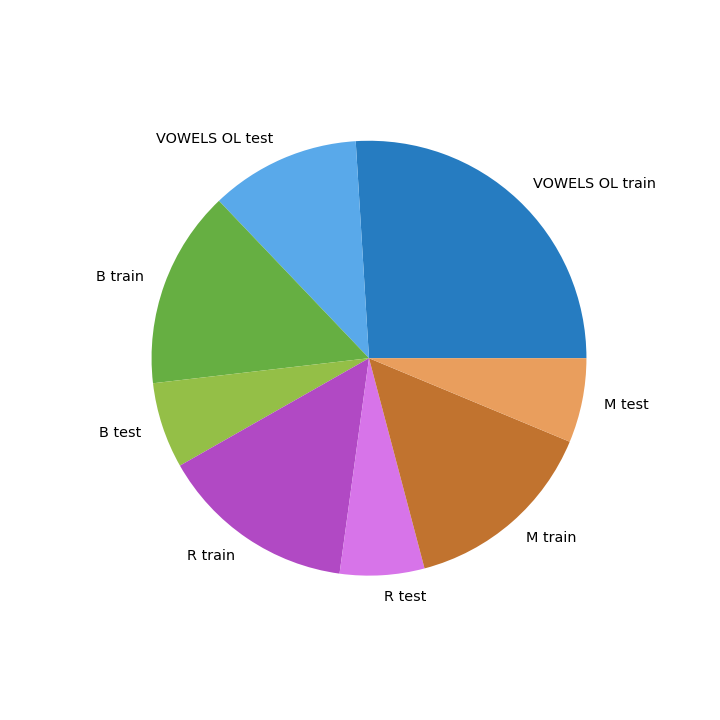 VOWELS OL test
VOWELS OL train
B train
M test
B test
M train
R train
R test